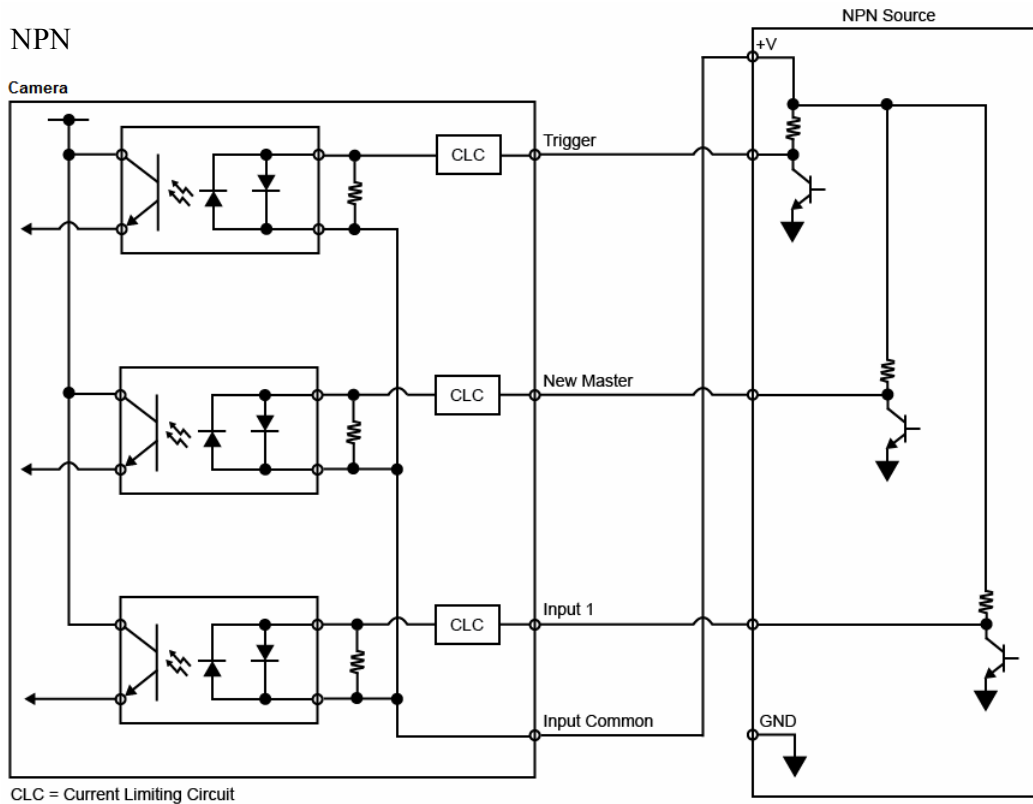 NPN
NPN Source
Camera
+V
CLC
Trigger
CLC
New Master
CLC
Input 1
Input Common
GND
CLC = Current Limiting Circuit